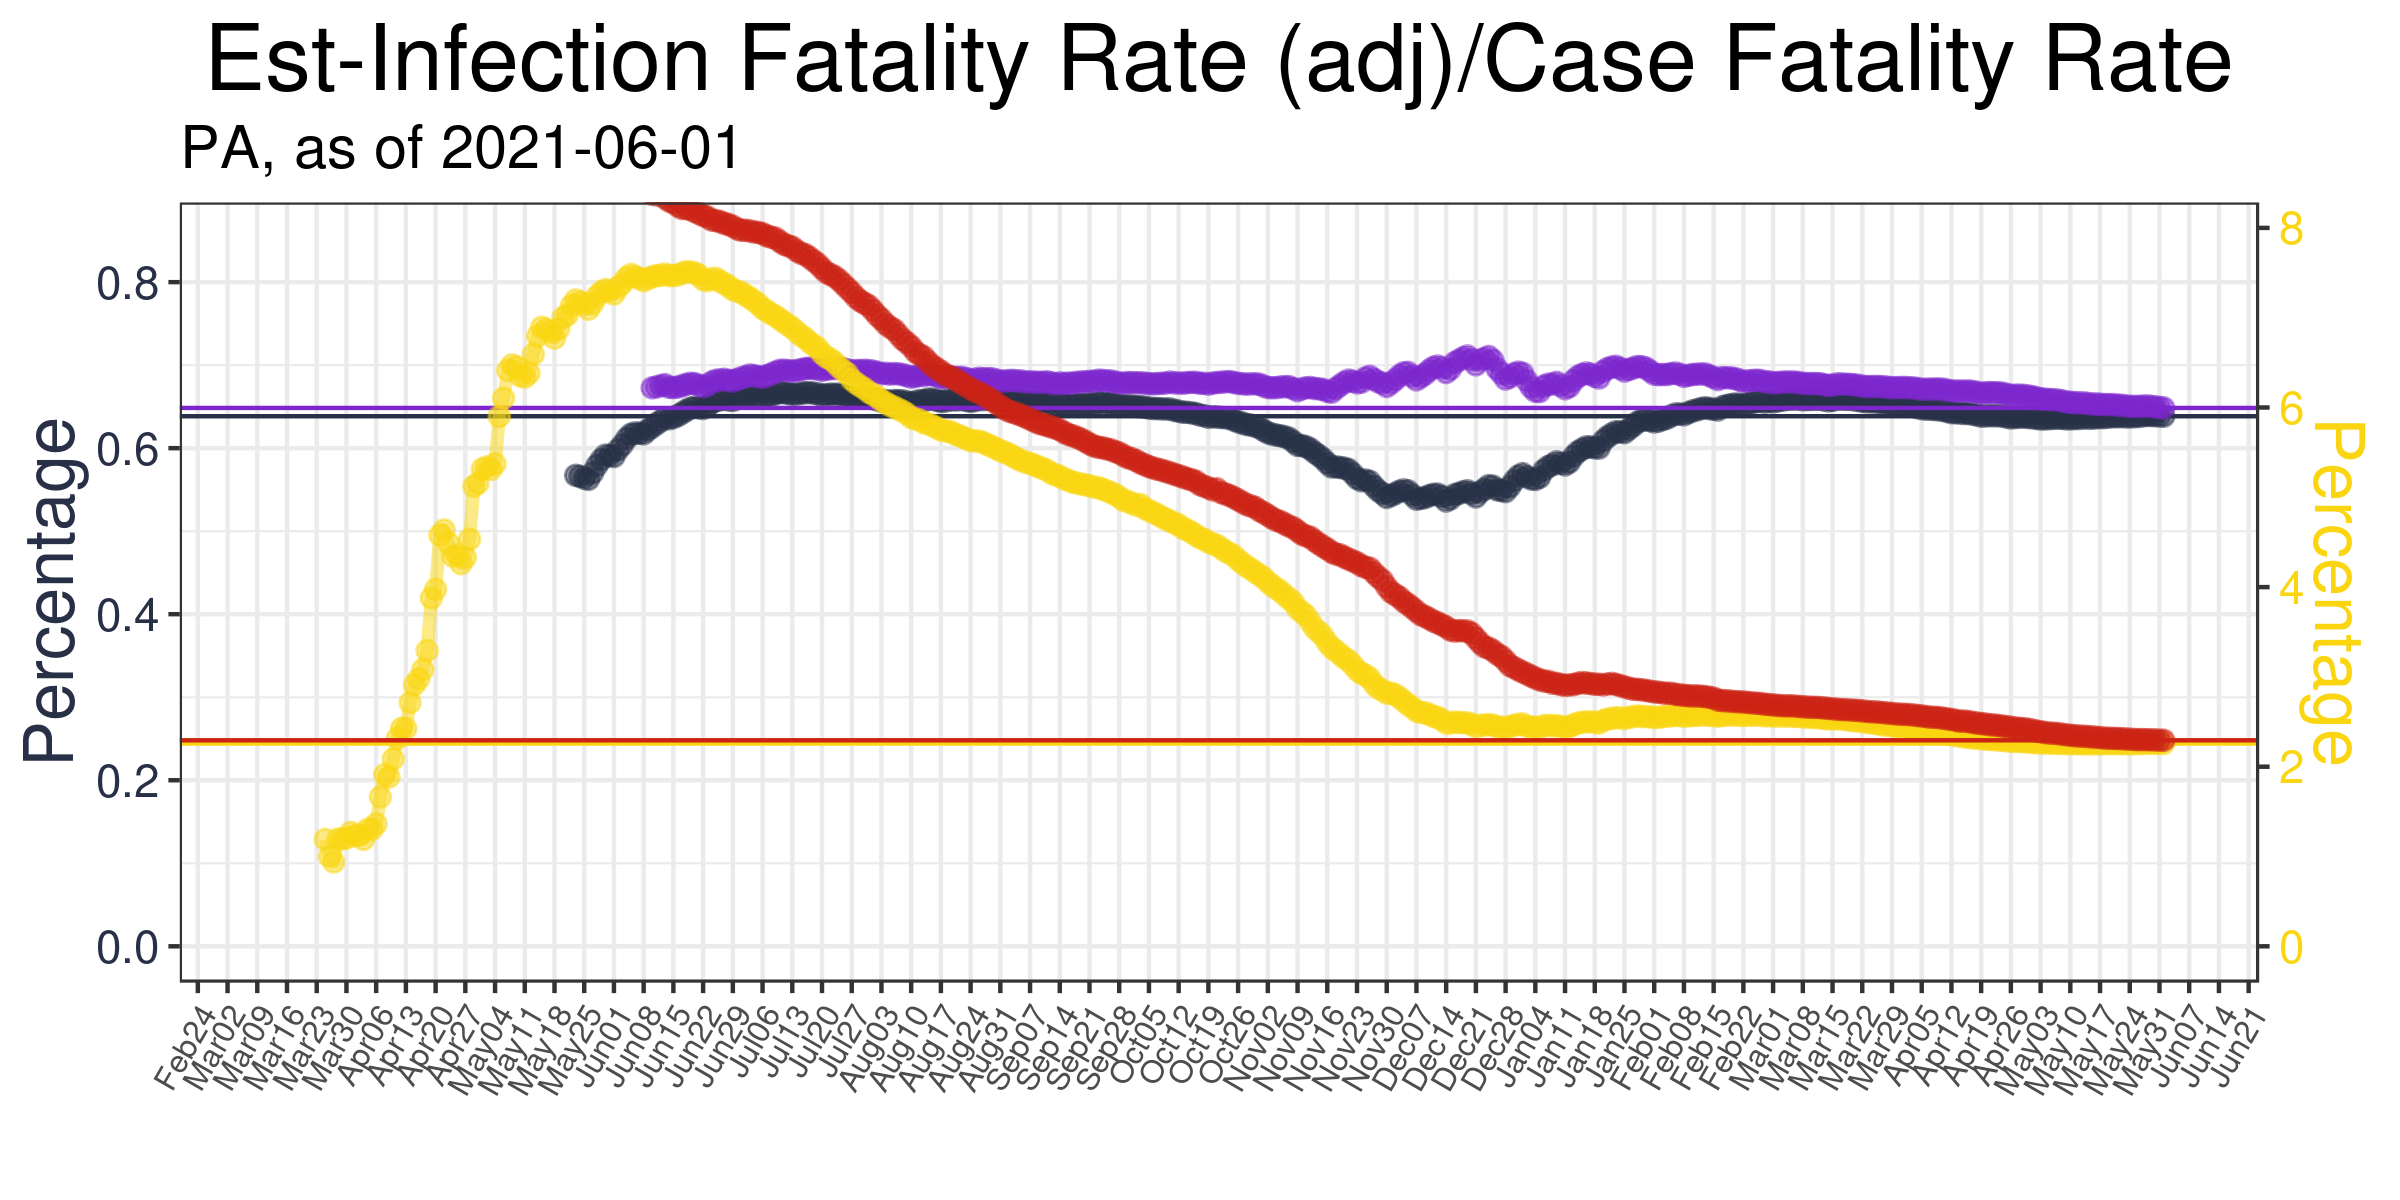 Est-Infection Fatality Rate (adj)/Case Fatality Rate
PA, as of 2021-06-01
Percentage
0.8
0.6
0.4
0.2
0.0
8
6
4
2
0
Percentage
Feb24
Mar02
Mar09
Mar16
Mar23
Mar30
Apr06
Apr13
Apr20
Apr27
May04
May11
May18
May25
Jun01
Jun08
Jun15
Jun22
Jun29
Jul06
Jul13
Jul20
Jul27
Aug03
Aug10
Aug17
Aug24
Aug31
Sep07
Sep14
Sep21
Sep28
Oct05
Oct12
Oct19
Oct26
Nov02
Nov09
Nov16
Nov23
Nov30
Dec07
Dec14
Dec21
Dec28
Jan04
Jan11
Jan18
Jan25
Feb01
Feb08
Feb15
Feb22
Mar01
Mar08
Mar15
Mar22
Mar29
Apr05
Apr12
Apr19
Apr26
May03
May10
May17
May24
May31
Jun07
Jun14
Jun21